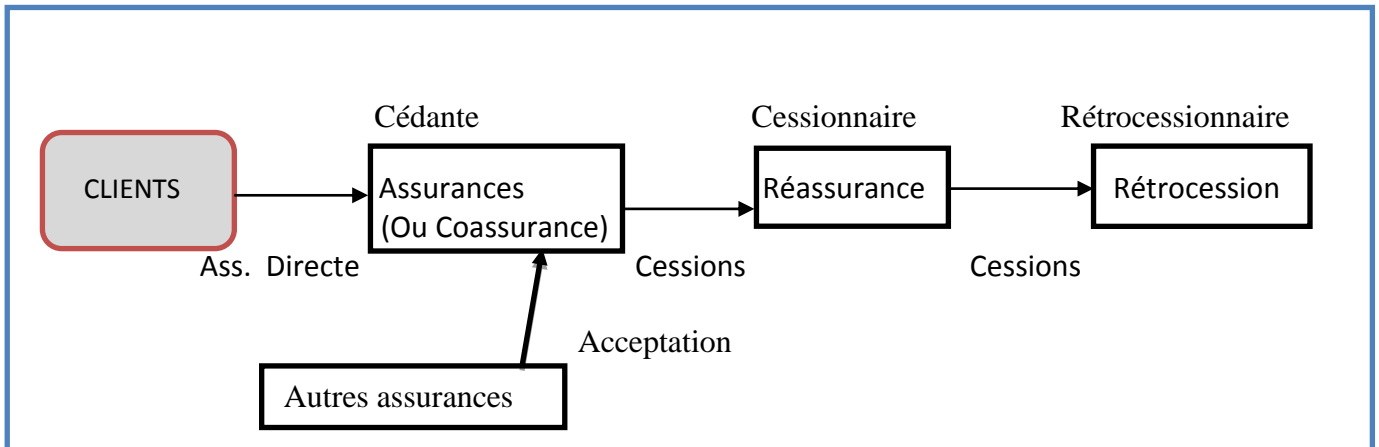 Cédante
Cessionnaire
Rétrocessionnaire
CLIENTS
Assurances
(Ou Coassurance)
Réassurance
Rétrocession
Ass. Directe
Cessions
Cessions
Acceptation
Autres assurances